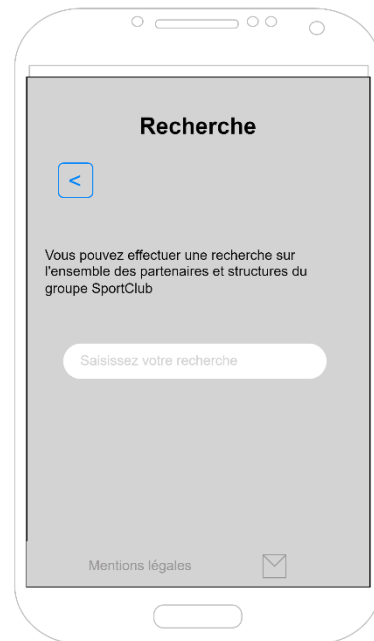 Recherche
<
Vous pouvez effectuer une recherche sur
l'ensemble des partenaires et structures du
groupe SportClub
Saisissez votre recherche
Mentions légales